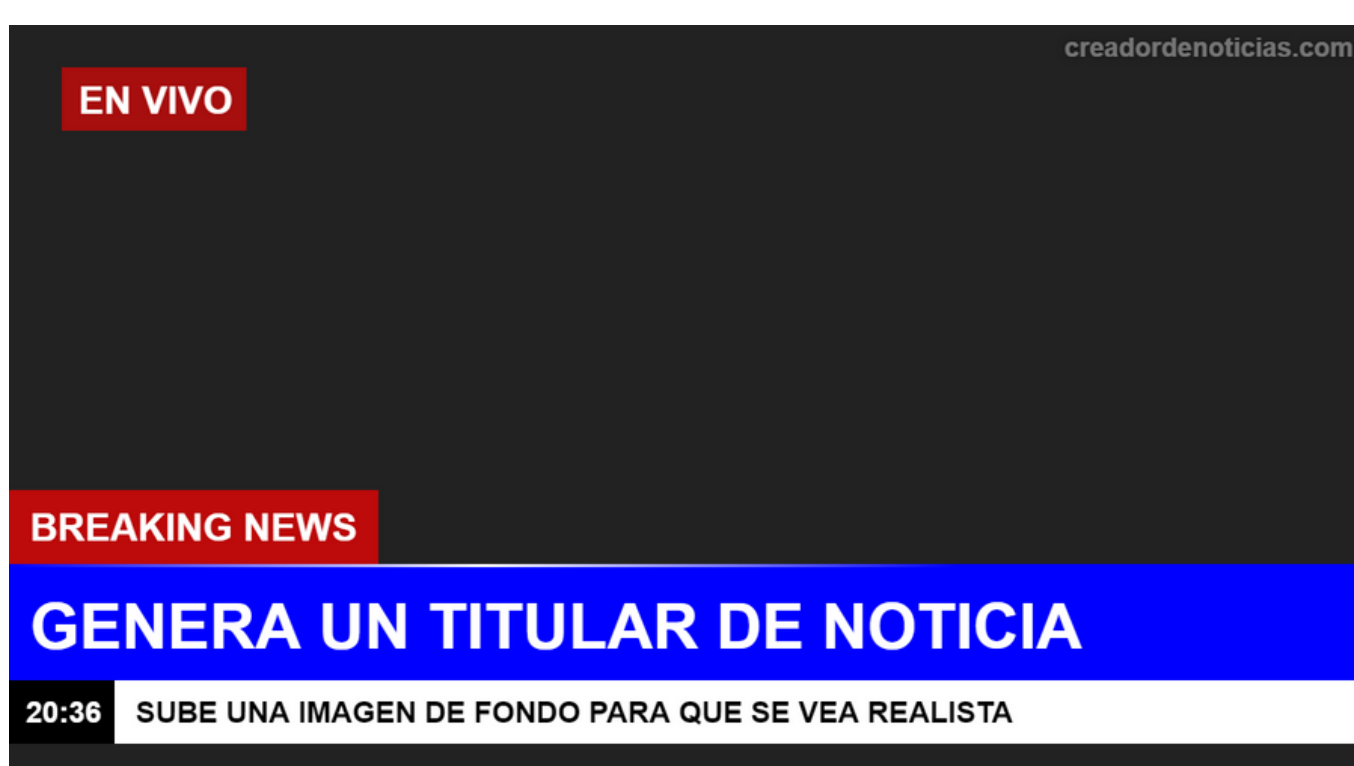 creadordenoticias.com
EN VIVO
BREAKING NEWS
GENERA UN TITULAR DE NOTICIA
20:36 SUBE UNA IMAGEN DE FONDO PARA QUE SE VEA REALISTA